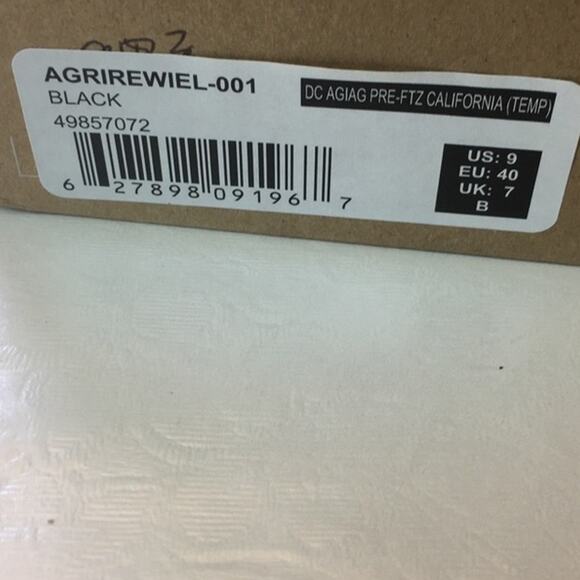 AGRIREWIEL-001
BLACK
49857072
6 27898 09196 7
DC AGIAG PRE-FTZ CALIFORNIA (TEMP)
US: 9
EU: 40
UK: 7
B